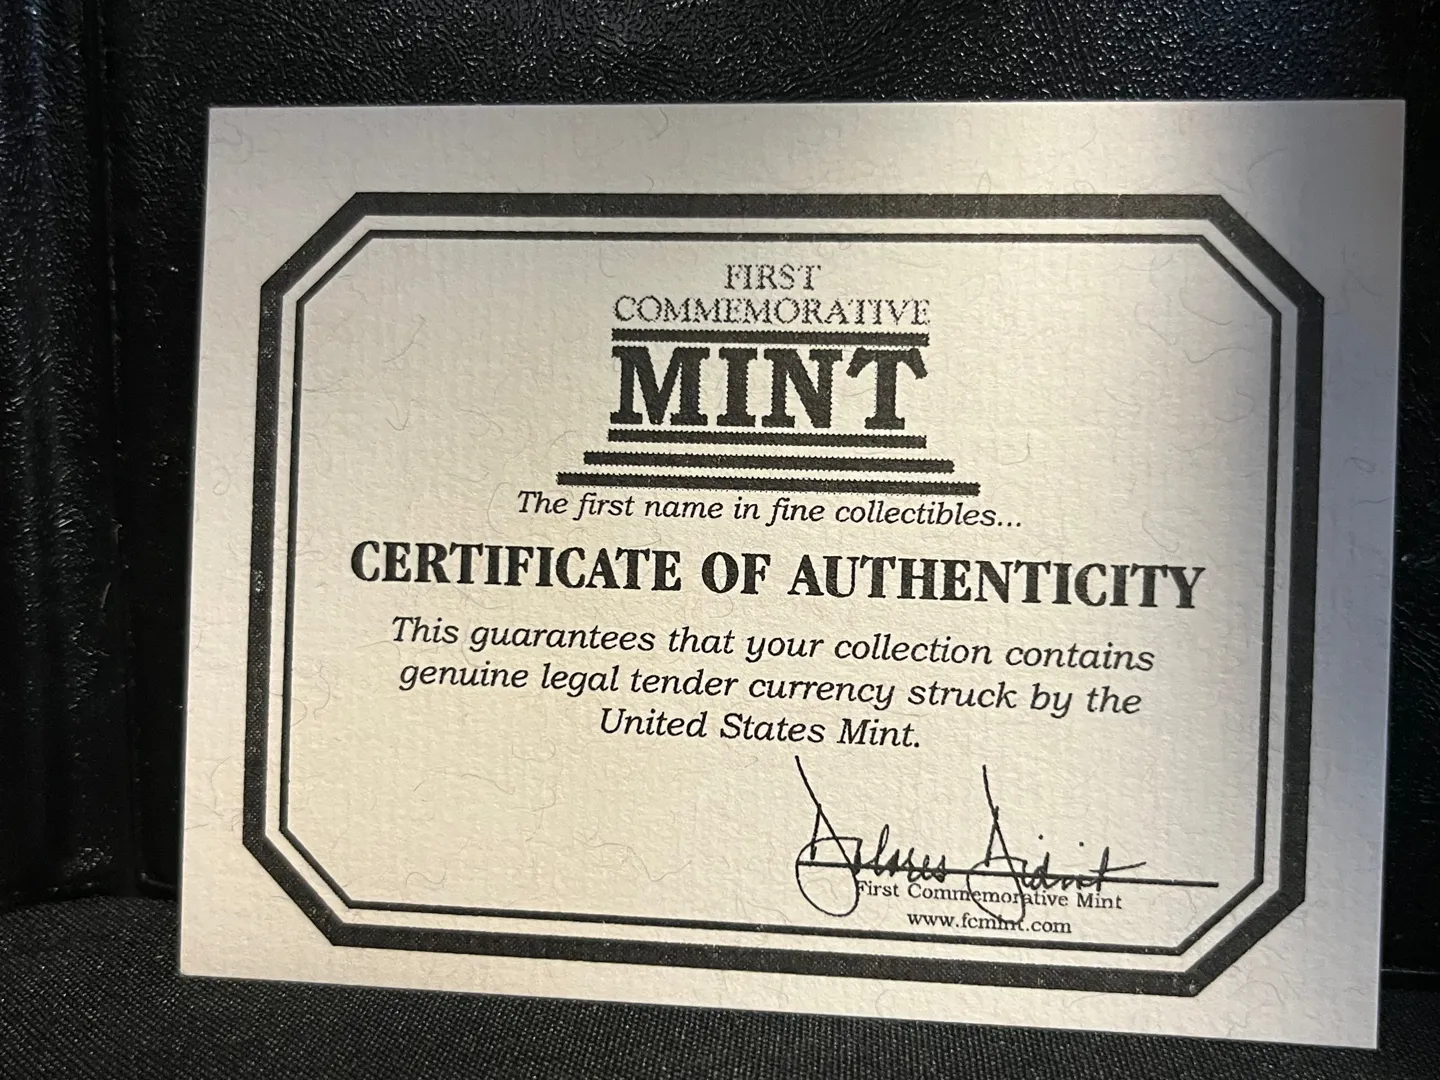 FIRST
COMMEMORATIVE
MINT
The first name in fine collectibles...
CERTIFICATE OF AUTHENTICITY
This guarantees that your collection contains
genuine legal tender currency struck by the
United States Mint.
First Commemorative Mint
www.fcmint.com